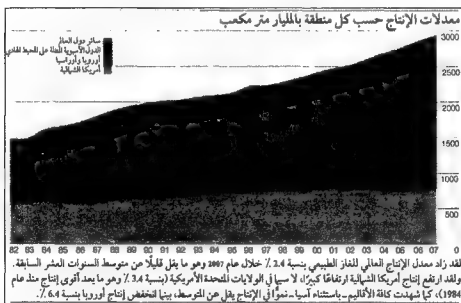 معدلات الإنتاج حسب كل منطقة بالمليار متر مكعب
سائر دول العالم
الدول الآسيوية المطلة على المحيط الهادي
أوروبا وأوراسيا
أمريكا الشمالية
3000
2500
2000
1500
1000
500
0
82 83 84 85 86 87 88 89 90 91 92 93 94 95 96 97 98 99 00 01 02 03 04 05 06 07
لقد زاد معدل الإنتاج العالمي للغاز الطبيعي بنسبة 2.4 ٪ خلال عام 2007 وهو ما يقل قليلًا عن متوسط السنوات العشر السابقة.
ولقد ارتفع إنتاج أمريكا الشمالية ارتفاعًا كبيرًا، لا سيما في الولايات المتحدة الأمريكية (بنسبة 3.4 ٪ وهو ما يعد أقوى إنتاج منذ عام
1984)، كما شهدت كافة الأقاليم – باستثناء آسيا – نموًا في الإنتاج يقل عن المتوسط، بينما انخفض إنتاج أوروبا بنسبة 6.4 ٪.